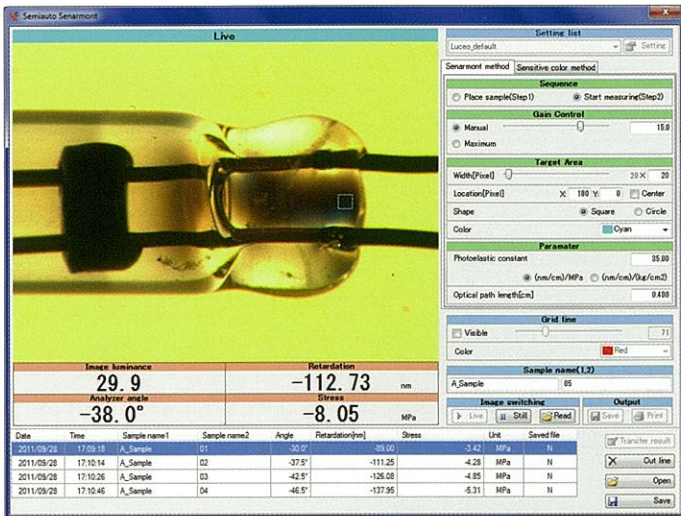 Semiauto Senarmont
Live
Setting list
Luceo_default
Setting
Senarmont method
Sensitive color method
Sequence
Place sample(Step1)
Start measuring(Step2)
Gain Control
Manual
15.0
Maximum
Target Area
Width[Pixel]
20 ×
20
Location[Pixel]
X:
180
Y:
0
Center
Shape
Square
Circle
Color
Cyan
Paramater
Photoelastic constant
35.00
(nm/cm)/MPa
(nm/cm)/(kg/cm2)
Optical path length[cm]
0.400
Grid line
Visible
71
Color
Red
Sample name(1,2)
A_Sample
05
Image switching
Output
Live
Still
Read
Save
Print
Image luminance
Retardation
29.9
-112.73 nm
Analyzer angle
Stress
-38.0°
-8.05 MPa
Date Time Sample name1 Sample name2 Angle Retardation[nm] Stress Unit Saved file
2011/09/28 17:09:18 A_Sample 01 -30.0° -89.00 -3.42 MPa N
2011/09/28 17:10:14 A_Sample 02 -37.5° -111.25 -4.28 MPa N
2011/09/28 17:10:26 A_Sample 03 -42.5° -126.08 -4.85 MPa N
2011/09/28 17:10:46 A_Sample 04 -46.5° -137.95 -5.31 MPa N
Transfer result
Cut line
Open
Save